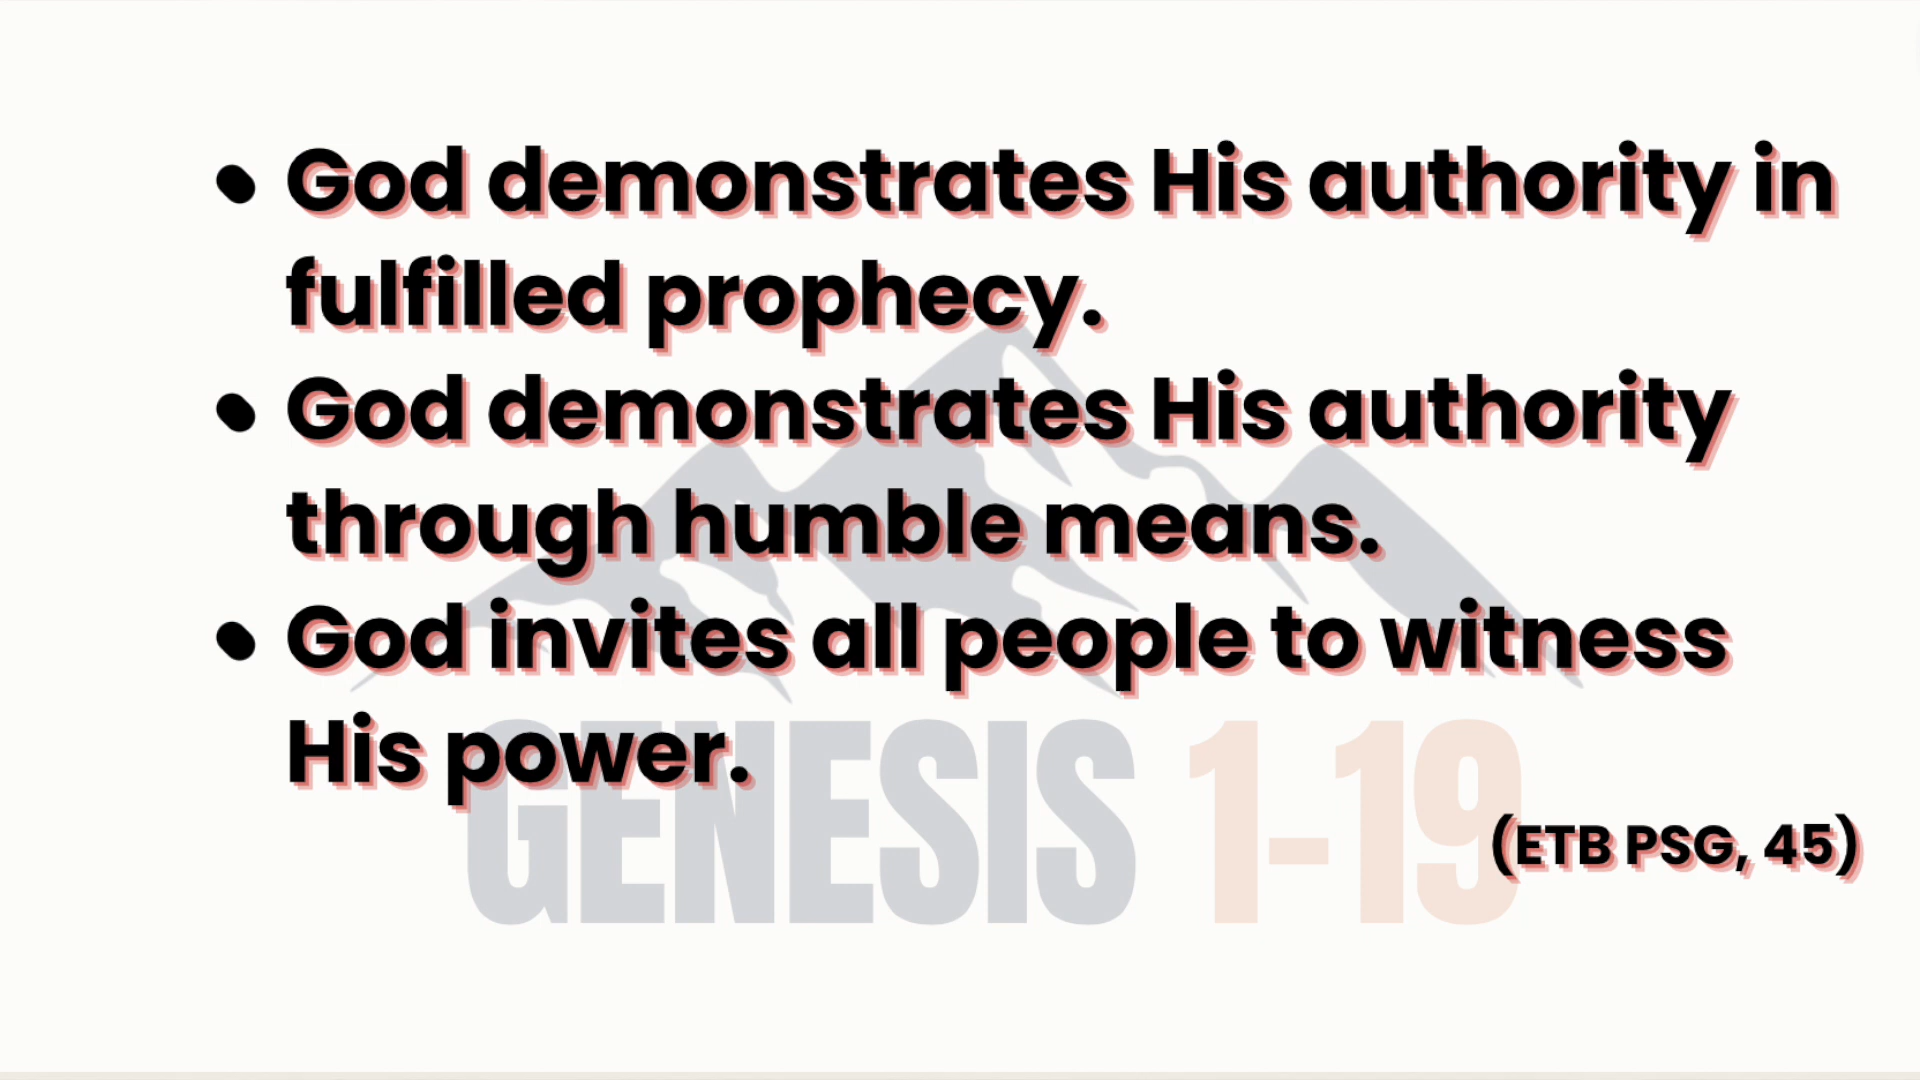 • God demonstrates His authority in
fulfilled prophecy.
• God demonstrates His authority
through humble means.
• God invites all people to witness
His power.
GENESIS 1-19
(ETB PSG, 45)